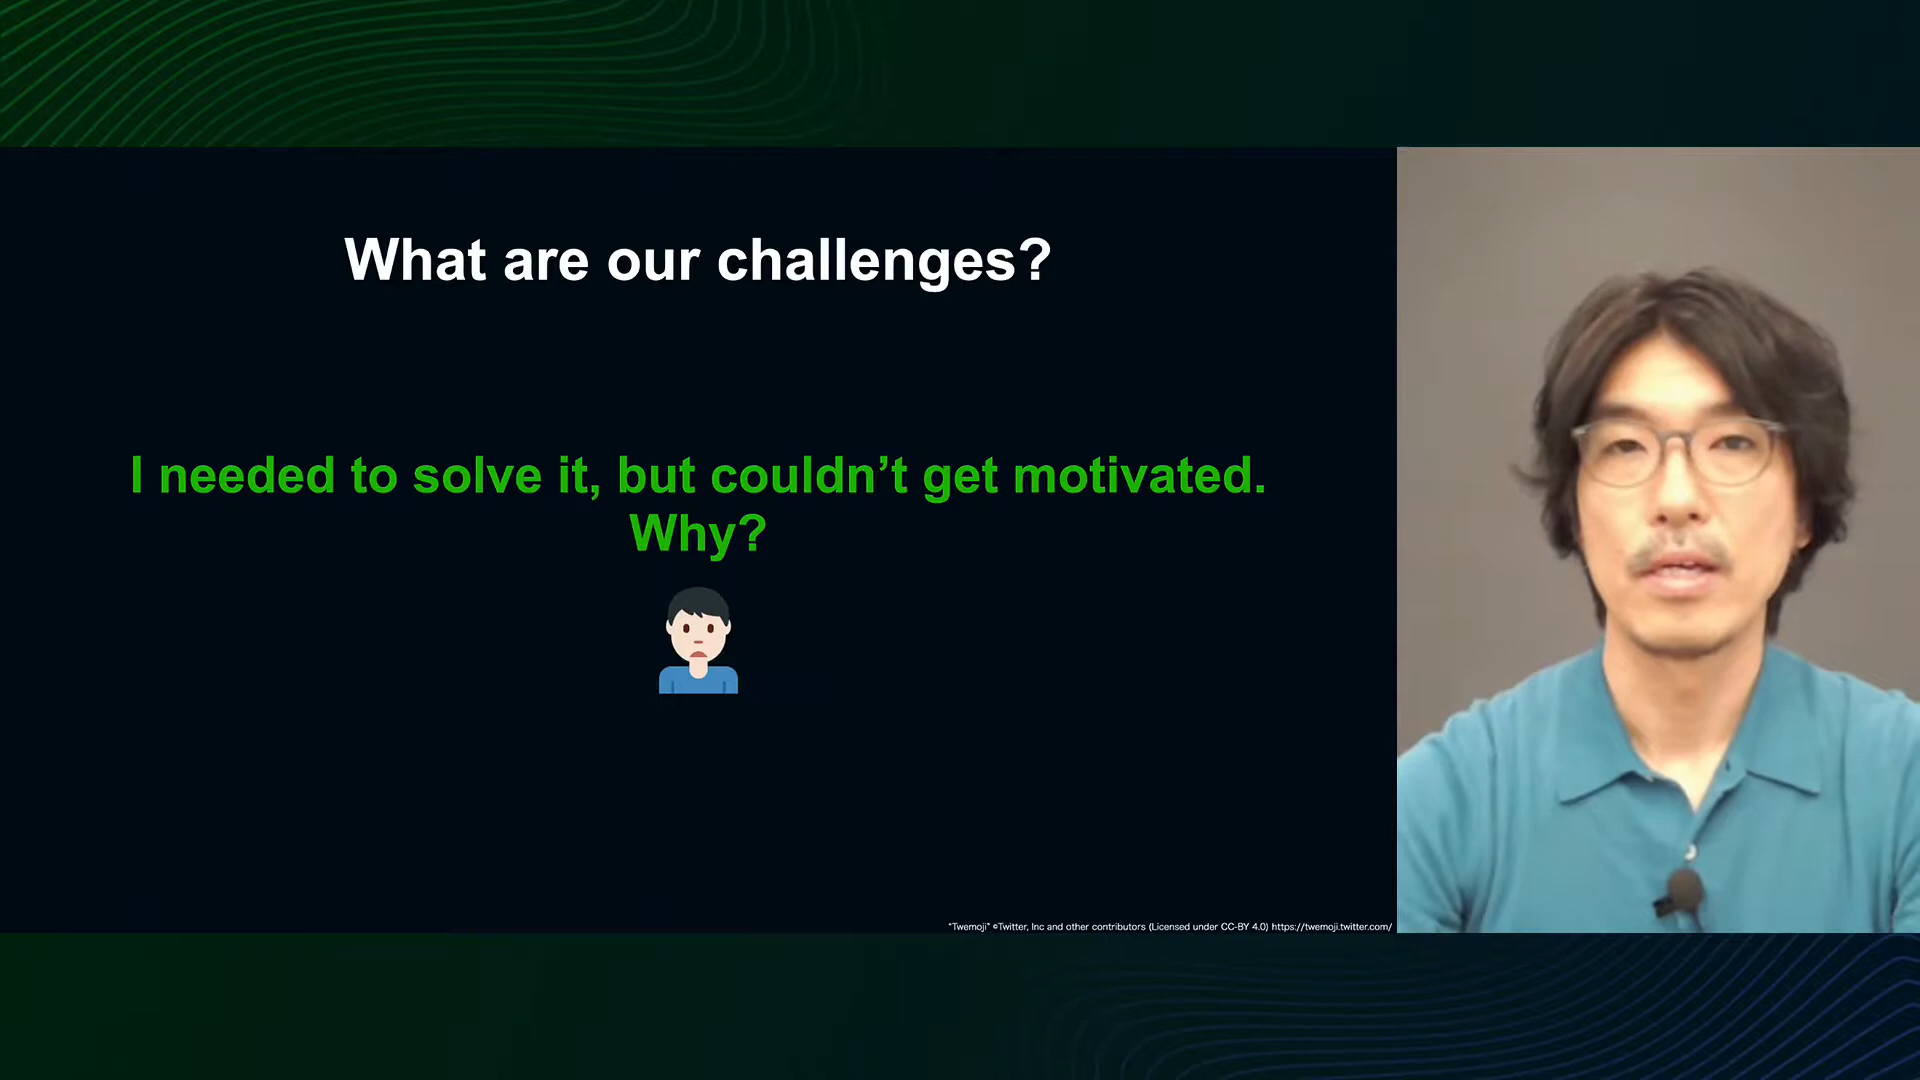 What are our challenges?
I needed to solve it, but couldn’t get motivated.
Why?
"Twemoji" ©Twitter, Inc and other contributors (Licensed under CC-BY 4.0) https://twemoji.twitter.com/